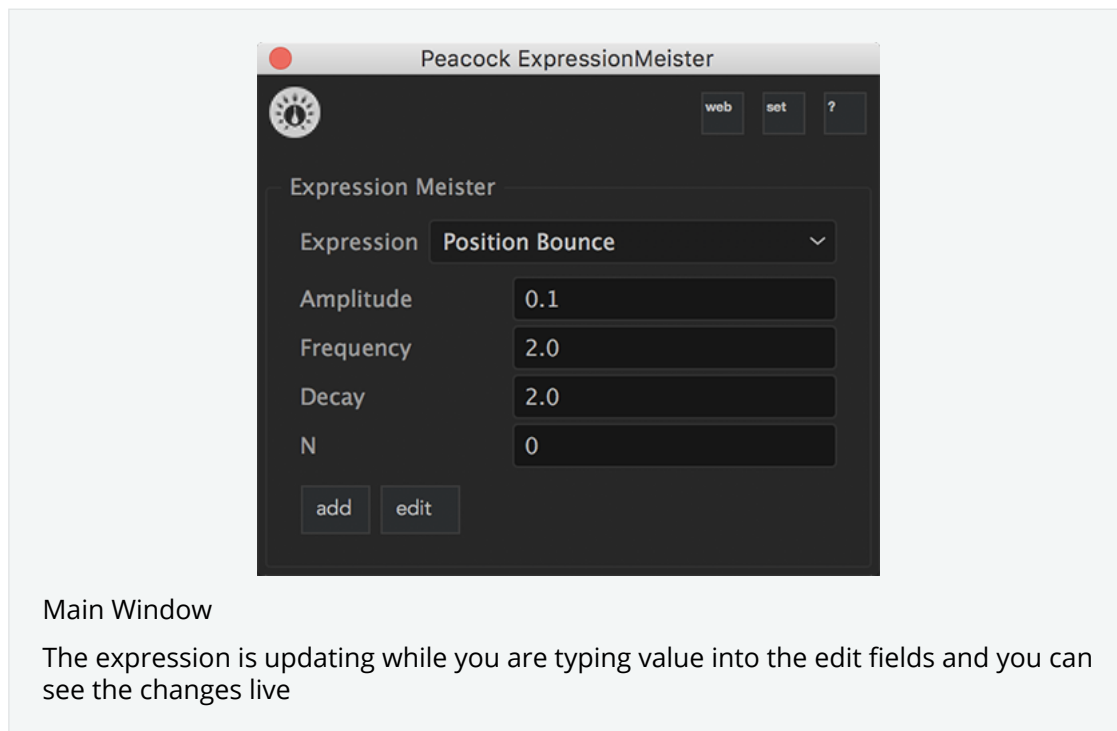 Peacock ExpressionMeister
web set ?
Expression Meister
Expression Position Bounce
Amplitude 0.1
Frequency 2.0
Decay 2.0
N 0
add edit
Main Window
The expression is updating while you are typing value into the edit fields and you can
see the changes live